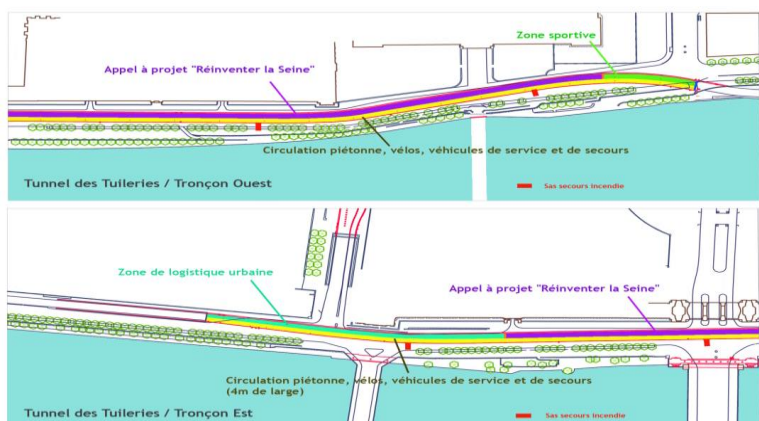 Zone sportive
Appel à projet "Réinventer la Seine"
Circulation piétonne, vélos, véhicules de service et de secours
Tunnel des Tuileries / Tronçon Ouest
Sas secours incendie
Zone de logistique urbaine
Appel à projet "Réinventer la Seine"
Circulation piétonne, vélos, véhicules de service et de secours
(4m de large)
Tunnel des Tuileries / Tronçon Est
Sas secours incendie